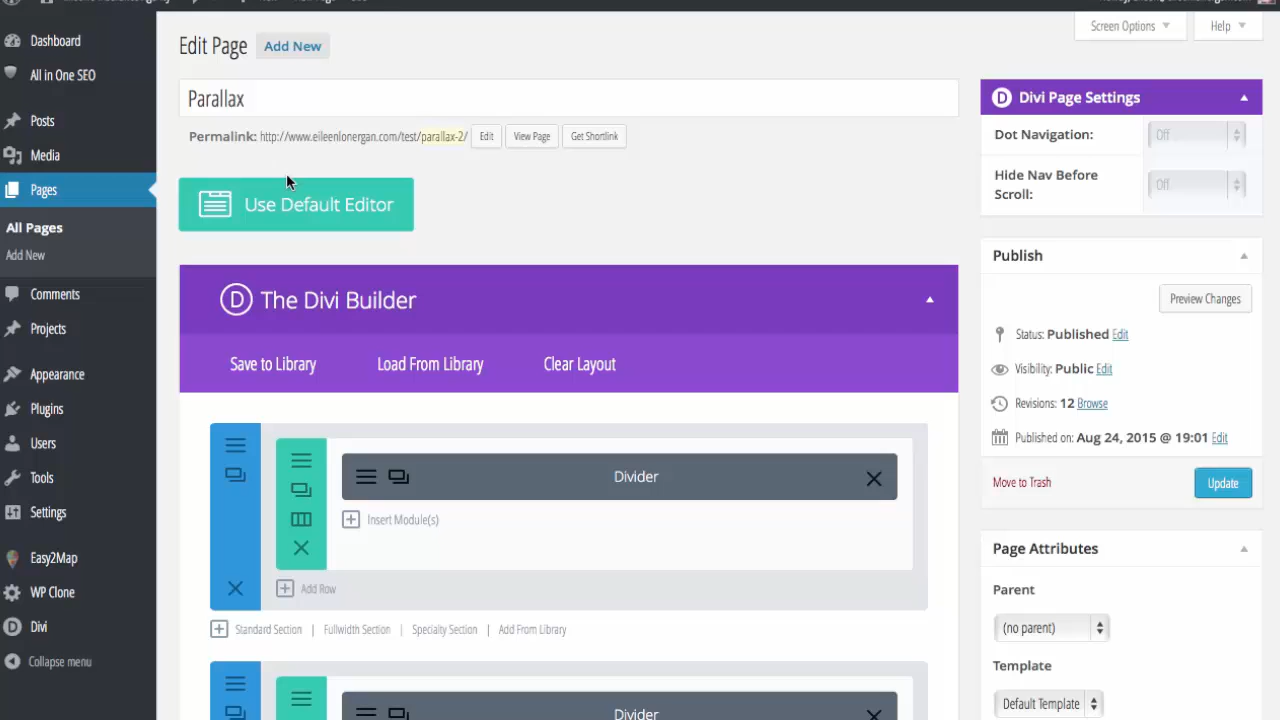 Screen Options
Help
Dashboard
All in One SEO
Posts
Media
Pages
All Pages
Add New
Comments
Projects
Appearance
Plugins
Users
Tools
Settings
Easy2Map
WP Clone
Divi
Collapse menu
Edit Page Add New
Parallax
Permalink: http://www.eileenlonergan.com/test/parallax-2/ Edit View Page Get Shortlink
Use Default Editor
D The Divi Builder
Save to Library Load From Library Clear Layout
Divider
Insert Module(s)
Add Row
Standard Section | Fullwidth Section | Specialty Section | Add From Library
Divider
D Divi Page Settings
Dot Navigation: Off
Hide Nav Before
Scroll: Off
Publish
Preview Changes
Status: Published Edit
Visibility: Public Edit
Revisions: 12 Browse
Published on: Aug 24, 2015 @ 19:01 Edit
Move to Trash Update
Page Attributes
Parent
(no parent)
Template
Default Template